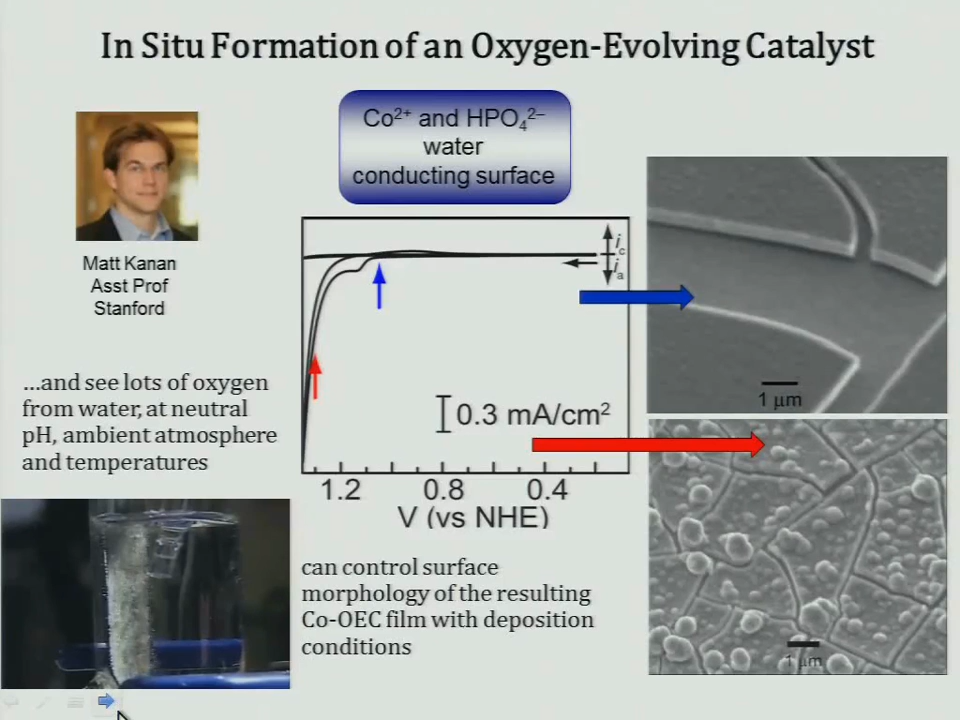 In Situ Formation of an Oxygen-Evolving Catalyst
Co²⁺ and HPO₄²⁻
water
conducting surface
Matt Kanan
Asst Prof
Stanford
...and see lots of oxygen
from water, at neutral
pH, ambient atmosphere
and temperatures
i_c
i_a
0.3 mA/cm²
1.2 0.8 0.4
V (vs NHE)
can control surface
morphology of the resulting
Co-OEC film with deposition
conditions
1 μm
1 μm